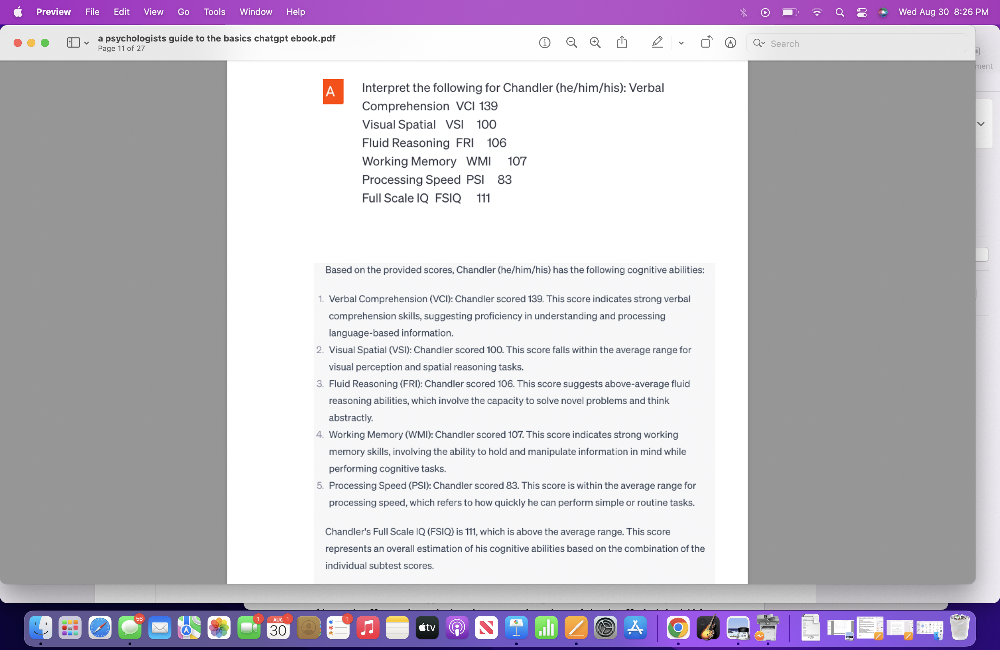 Preview File Edit View Go Tools Window Help Wed Aug 30 8:26 PM
a psychologists guide to the basics chatgpt ebook.pdf
Page 11 of 27
Search
ment
A
Interpret the following for Chandler (he/him/his): Verbal
Comprehension VCI 139
Visual Spatial VSI 100
Fluid Reasoning FRI 106
Working Memory WMI 107
Processing Speed PSI 83
Full Scale IQ FSIQ 111
Based on the provided scores, Chandler (he/him/his) has the following cognitive abilities:
1. Verbal Comprehension (VCI): Chandler scored 139. This score indicates strong verbal
comprehension skills, suggesting proficiency in understanding and processing
language-based information.
2. Visual Spatial (VSI): Chandler scored 100. This score falls within the average range for
visual perception and spatial reasoning tasks.
3. Fluid Reasoning (FRI): Chandler scored 106. This score suggests above-average fluid
reasoning abilities, which involve the capacity to solve novel problems and think
abstractly.
4. Working Memory (WMI): Chandler scored 107. This score indicates strong working
memory skills, involving the ability to hold and manipulate information in mind while
performing cognitive tasks.
5. Processing Speed (PSI): Chandler scored 83. This score is within the average range for
processing speed, which refers to how quickly he can perform simple or routine tasks.
Chandler's Full Scale IQ (FSIQ) is 111, which is above the average range. This score
represents an overall estimation of his cognitive abilities based on the combination of the
individual subtest scores.
56
1
AUG 1
30
1
tv
PDF